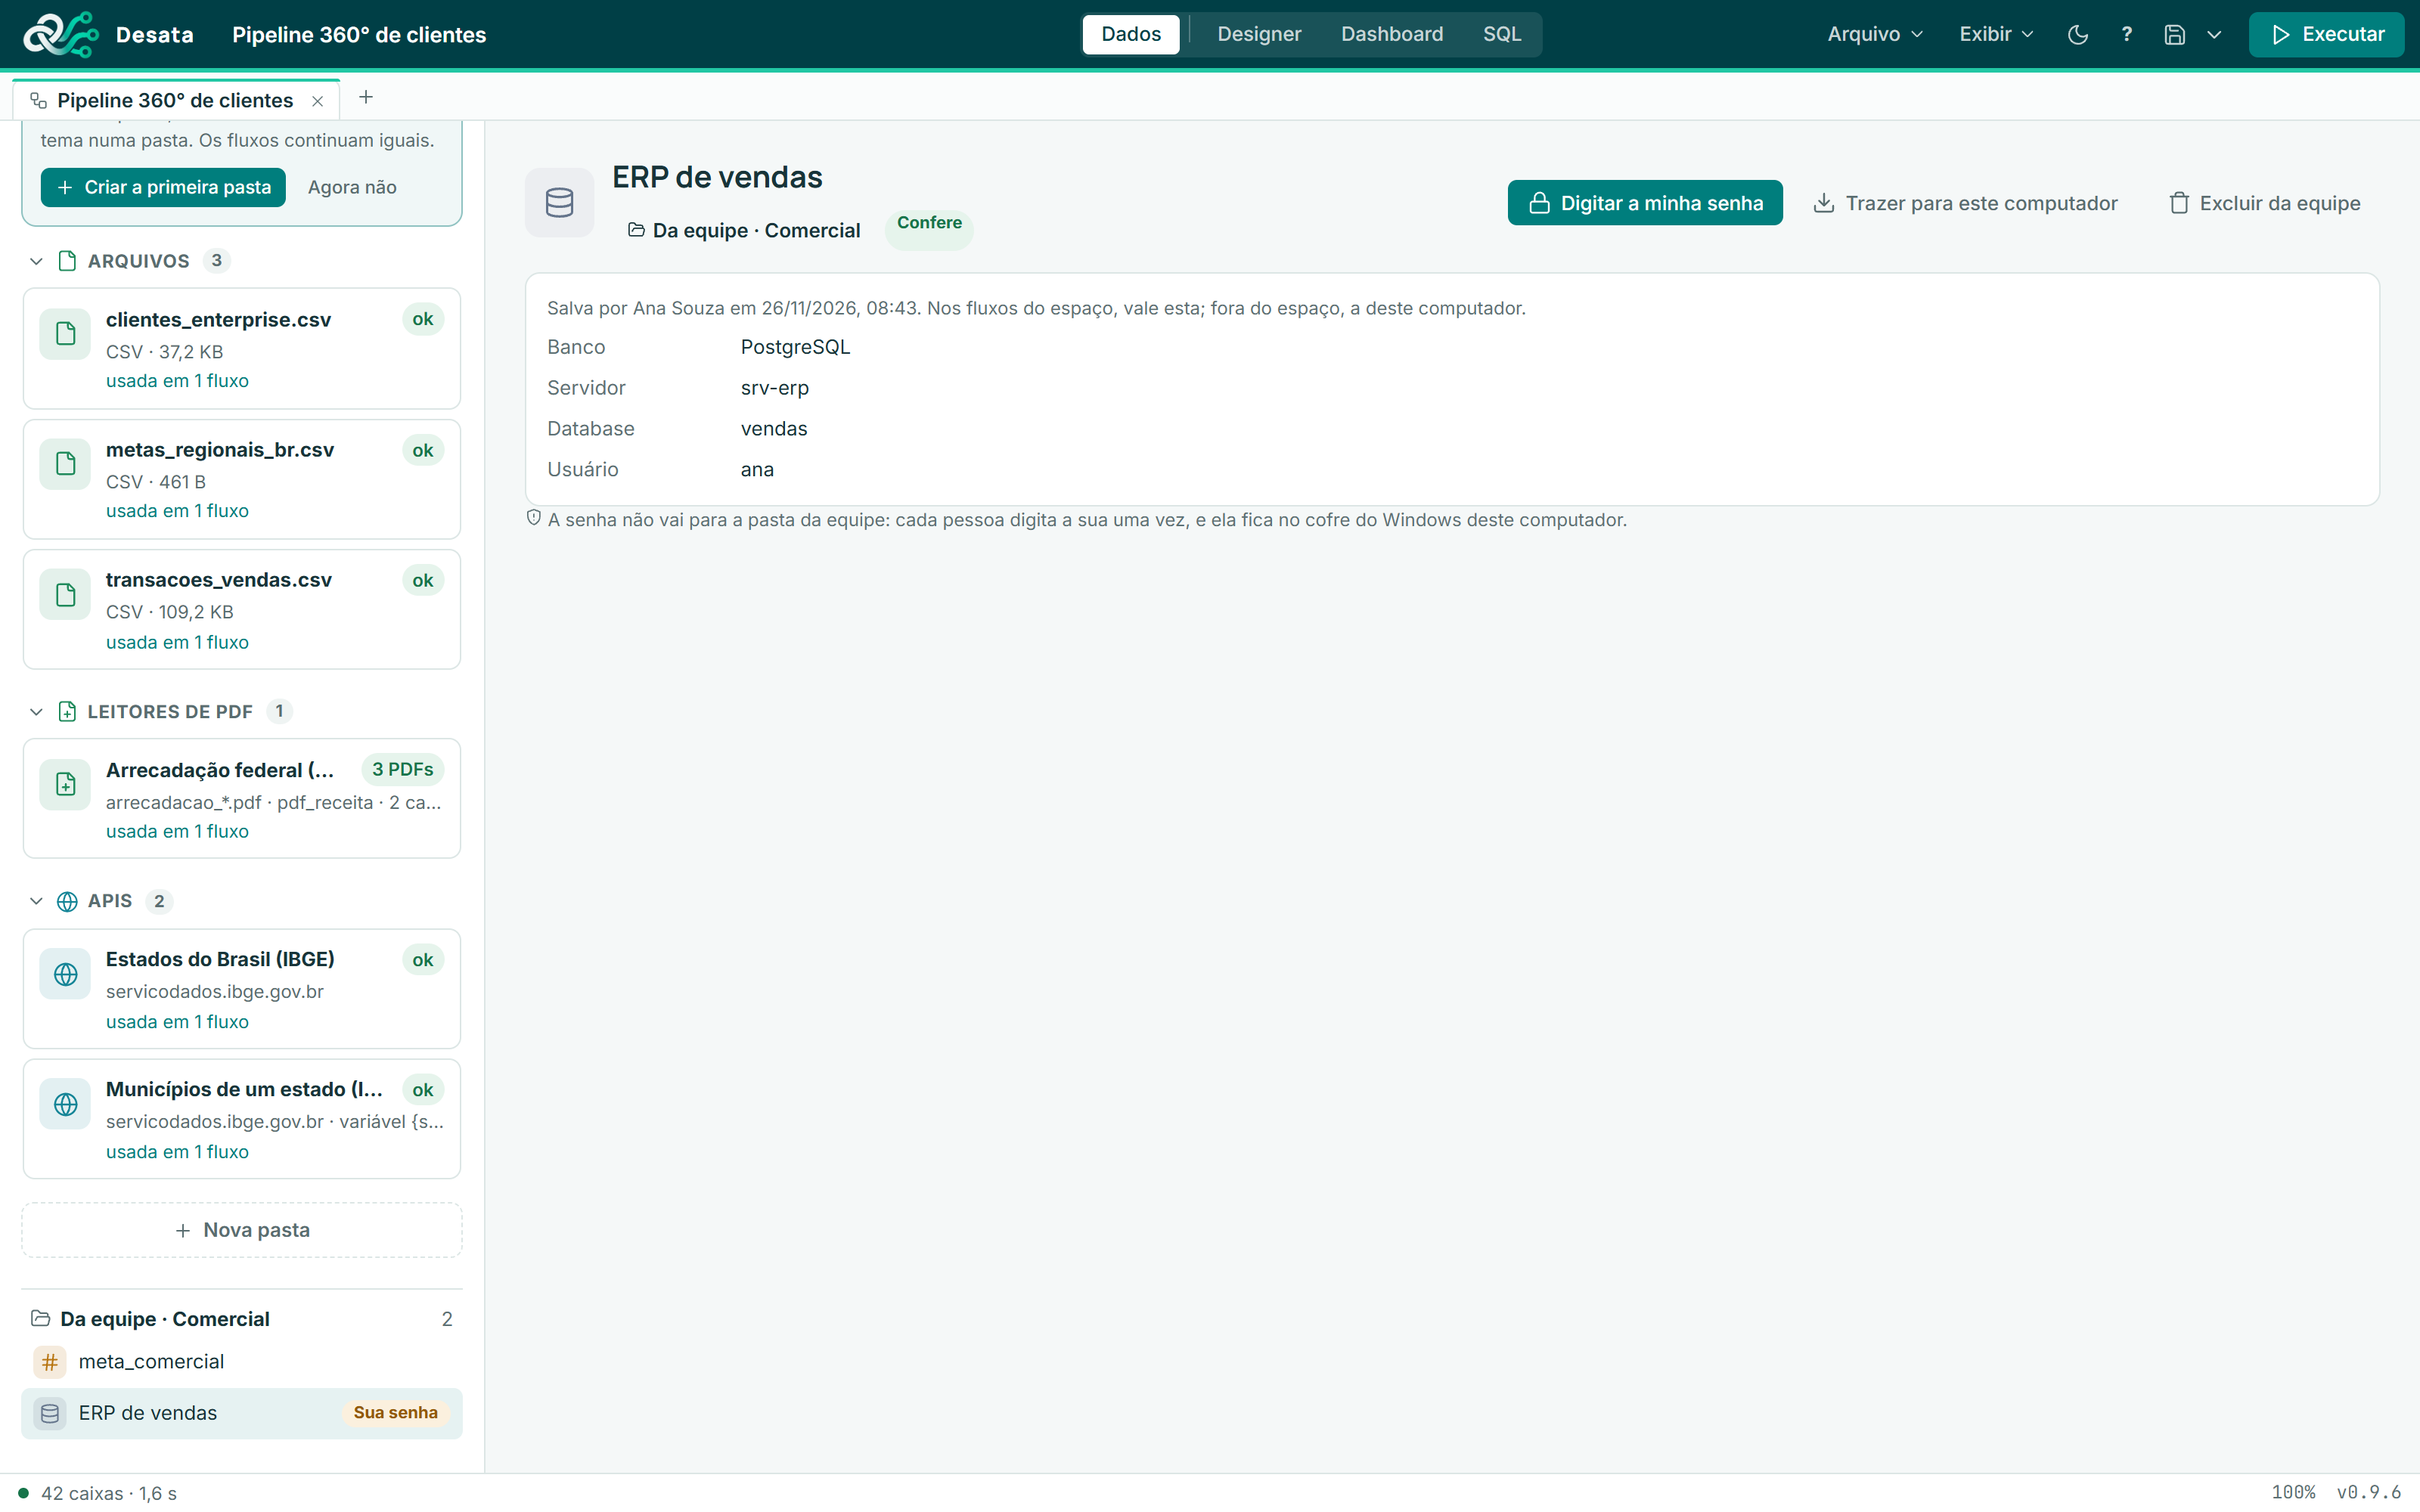 Desata
Pipeline 360° de clientes
Dados
Designer
Dashboard
SQL
Arquivo
Exibir
?
Executar
Pipeline 360° de clientes
tema numa pasta. Os fluxos continuam iguais.
Criar a primeira pasta
Agora não
ARQUIVOS 3
clientes_enterprise.csv
ok
CSV · 37,2 KB
usada em 1 fluxo
metas_regionais_br.csv
ok
CSV · 461 B
usada em 1 fluxo
transacoes_vendas.csv
ok
CSV · 109,2 KB
usada em 1 fluxo
LEITORES DE PDF 1
Arrecadação federal (...
3 PDFs
arrecadacao_*.pdf · pdf_receita · 2 ca...
usada em 1 fluxo
APIS 2
Estados do Brasil (IBGE)
ok
servicodados.ibge.gov.br
usada em 1 fluxo
Municípios de um estado (I...
ok
servicodados.ibge.gov.br · variável {s...
usada em 1 fluxo
Nova pasta
Da equipe · Comercial
2
meta_comercial
ERP de vendas
Sua senha
ERP de vendas
Da equipe · Comercial
Confere
Digitar a minha senha
Trazer para este computador
Excluir da equipe
Salva por Ana Souza em 26/11/2026, 08:43. Nos fluxos do espaço, vale esta; fora do espaço, a deste computador.
Banco PostgreSQL
Servidor srv-erp
Database vendas
Usuário ana
A senha não vai para a pasta da equipe: cada pessoa digita a sua uma vez, e ela fica no cofre do Windows deste computador.
42 caixas · 1,6 s
100%
v0.9.6